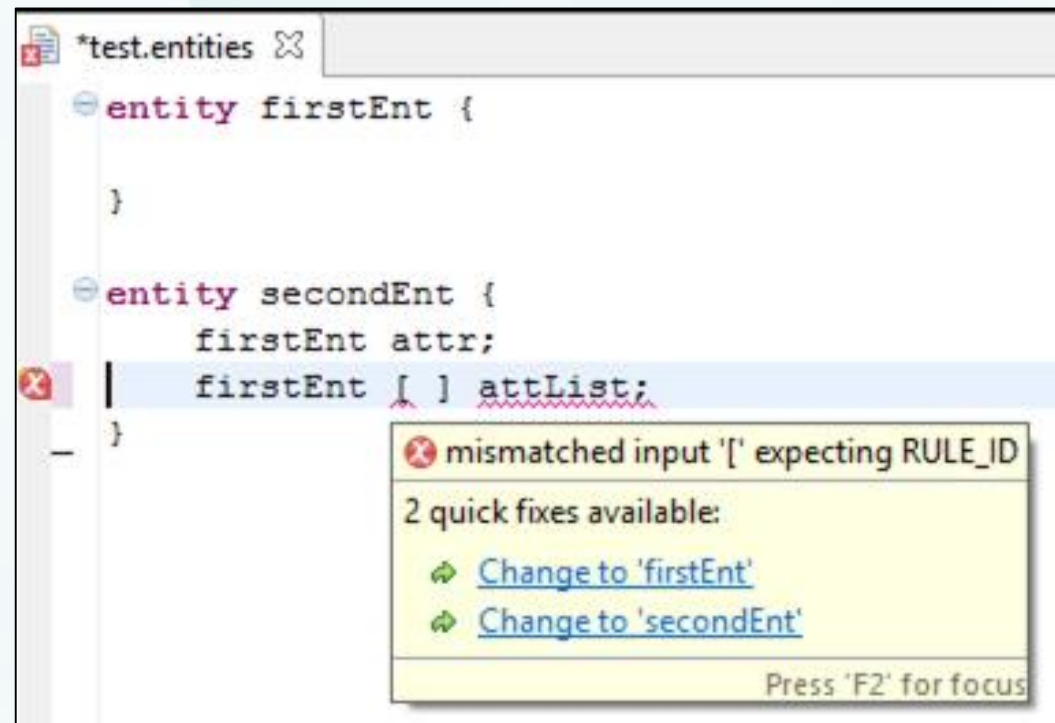 *test.entities
entity firstEnt {
}
entity secondEnt {
firstEnt attr;
firstEnt [ ] attList;
}
mismatched input '[' expecting RULE_ID
2 quick fixes available:
Change to 'firstEnt'
Change to 'secondEnt'
Press 'F2' for focus